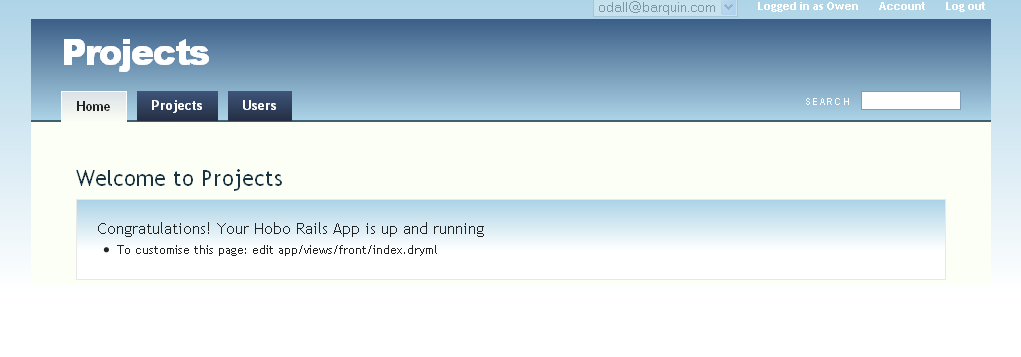 odall@barquin.com Logged in as Owen Account Log out
Projects
Home Projects Users SEARCH
Welcome to Projects
Congratulations! Your Hobo Rails App is up and running
• To customise this page: edit app/views/front/index.dryml